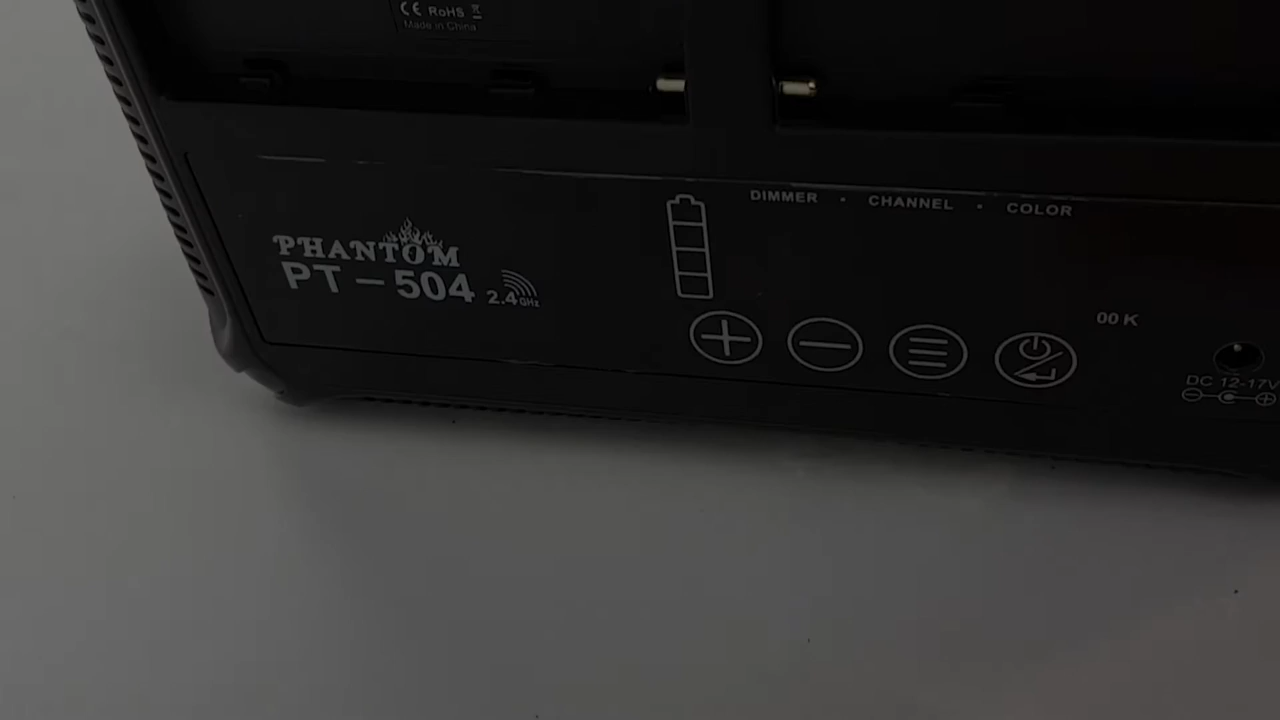 CE RoHS
Made in China
DIMMER • CHANNEL • COLOR
PHANTOM
PT-504 2.4GHz
00 K
DC 12-17V